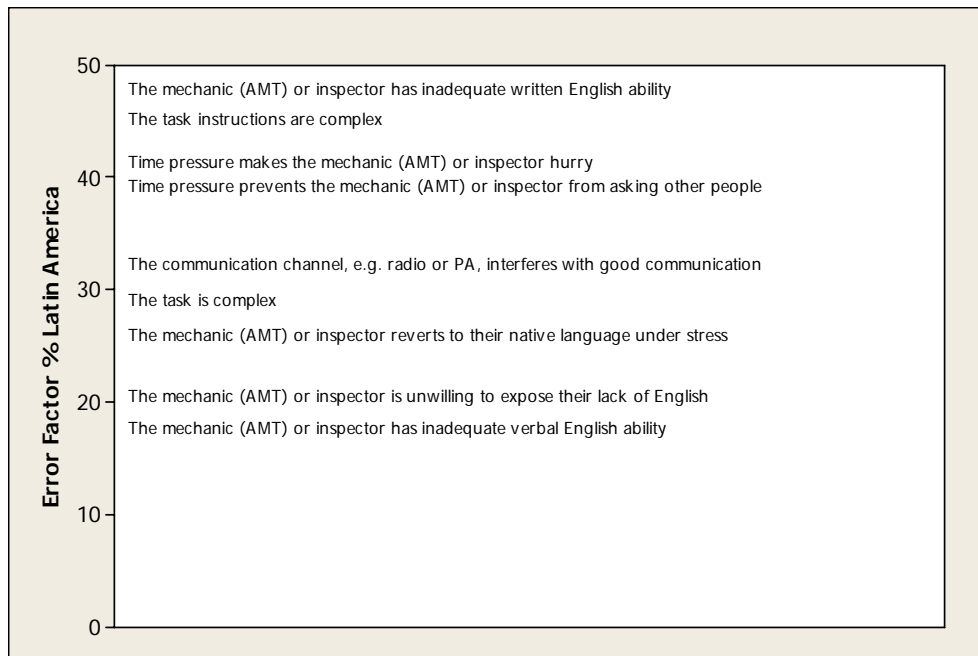 50
The mechanic (AMT) or inspector has inadequate written English ability
The task instructions are complex
Time pressure makes the mechanic (AMT) or inspector hurry
40
Time pressure prevents the mechanic (AMT) or inspector from asking other people
The communication channel, e.g. radio or PA, interferes with good communication
30
The task is complex
The mechanic (AMT) or inspector reverts to their native language under stress
20
The mechanic (AMT) or inspector is unwilling to expose their lack of English
The mechanic (AMT) or inspector has inadequate verbal English ability
10
0
Error Factor % Latin America